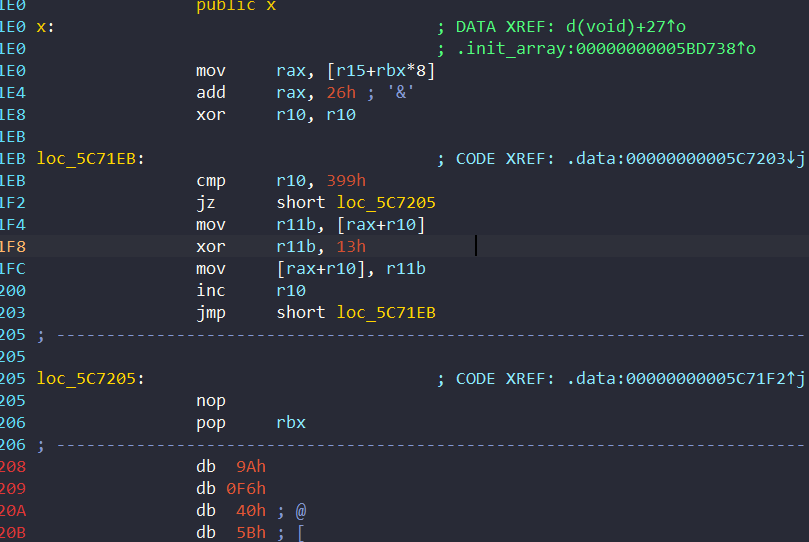 1E0 public x
1E0 x: ; DATA XREF: d(void)+27↑o
1E0 ; .init_array:00000000005BD738↑o
1E0 mov rax, [r15+rbx*8]
1E4 add rax, 26h ; '&'
1E8 xor r10, r10
1EB
1EB loc_5C71EB: ; CODE XREF: .data:00000000005C7203↓j
1EB cmp r10, 399h
1F2 jz short loc_5C7205
1F4 mov r11b, [rax+r10]
1F8 xor r11b, 13h
1FC mov [rax+r10], r11b
200 inc r10
203 jmp short loc_5C71EB
205 ; ---------------------------------------------------------------------------
205
205 loc_5C7205: ; CODE XREF: .data:00000000005C71F2↑j
205 nop
206 pop rbx
206 ; ---------------------------------------------------------------------------
208 db 9Ah
209 db 0F6h
20A db 40h ; @
20B db 5Bh ; [